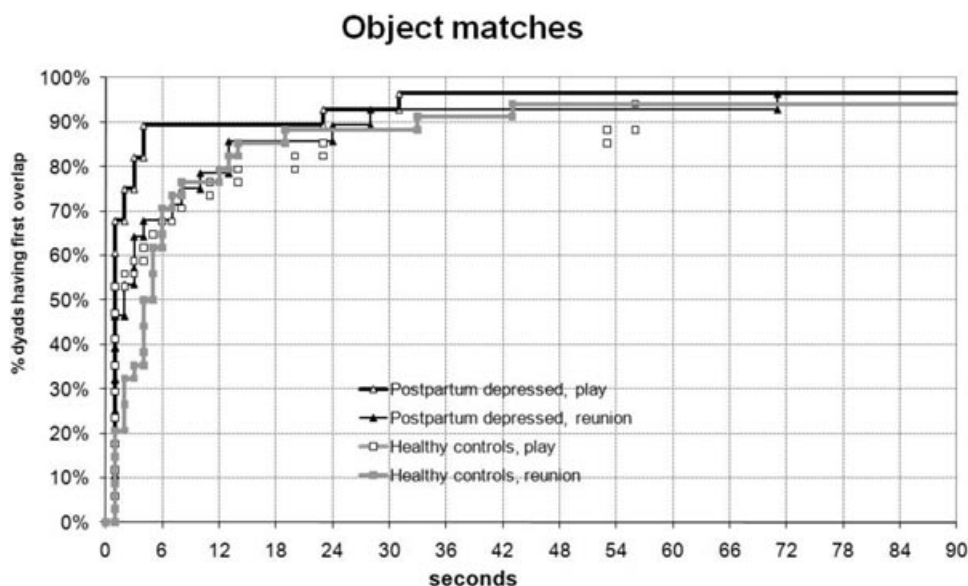 Object matches
100%
90%
80%
70%
60%
50%
40%
30%
20%
10%
0%
%dyads having first overlap
Postpartum depressed, play
Postpartum depressed, reunion
Healthy controls, play
Healthy controls, reunion
0 6 12 18 24 30 36 42 48 54 60 66 72 78 84 90
seconds